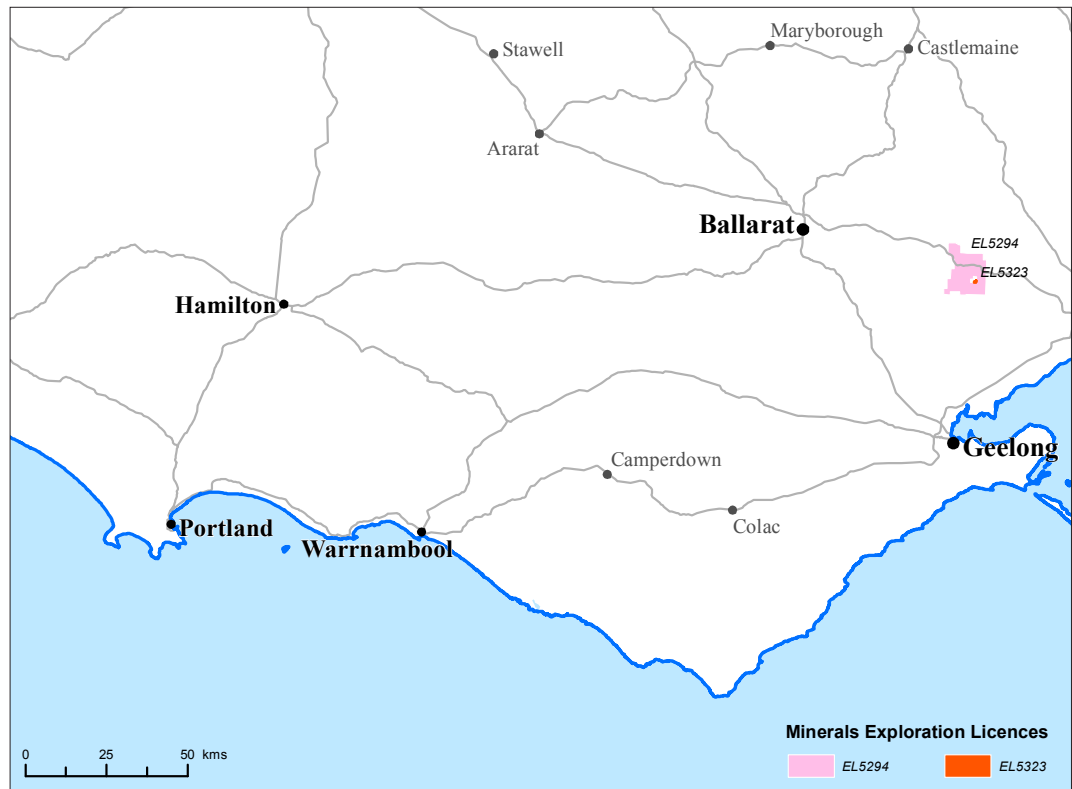 Maryborough
Stawell
Castlemaine
Ararat
Ballarat
EL5294
EL5323
Hamilton
Geelong
Camperdown
Colac
Portland
Warrnambool
Minerals Exploration Licences
0 25 50 kms
EL5294 EL5323